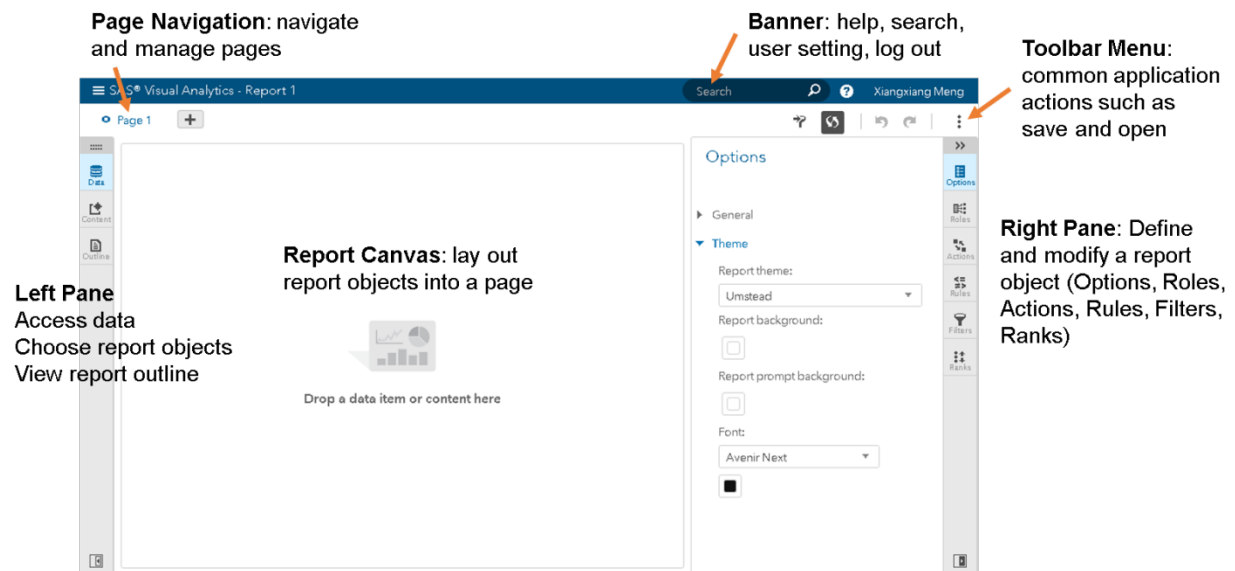 Page Navigation: navigate
and manage pages
Banner: help, search,
user setting, log out
Toolbar Menu:
common application
actions such as
save and open
SAS® Visual Analytics - Report 1
Search
Xiangxiang Meng
Page 1
Data
Content
Outline
Left Pane
Access data
Choose report objects
View report outline
Report Canvas: lay out
report objects into a page
Drop a data item or content here
Options
General
Theme
Report theme:
Umstead
Report background:
Report prompt background:
Font:
Avenir Next
Options
Roles
Actions
Rules
Filters
Ranks
Right Pane: Define
and modify a report
object (Options, Roles,
Actions, Rules, Filters,
Ranks)